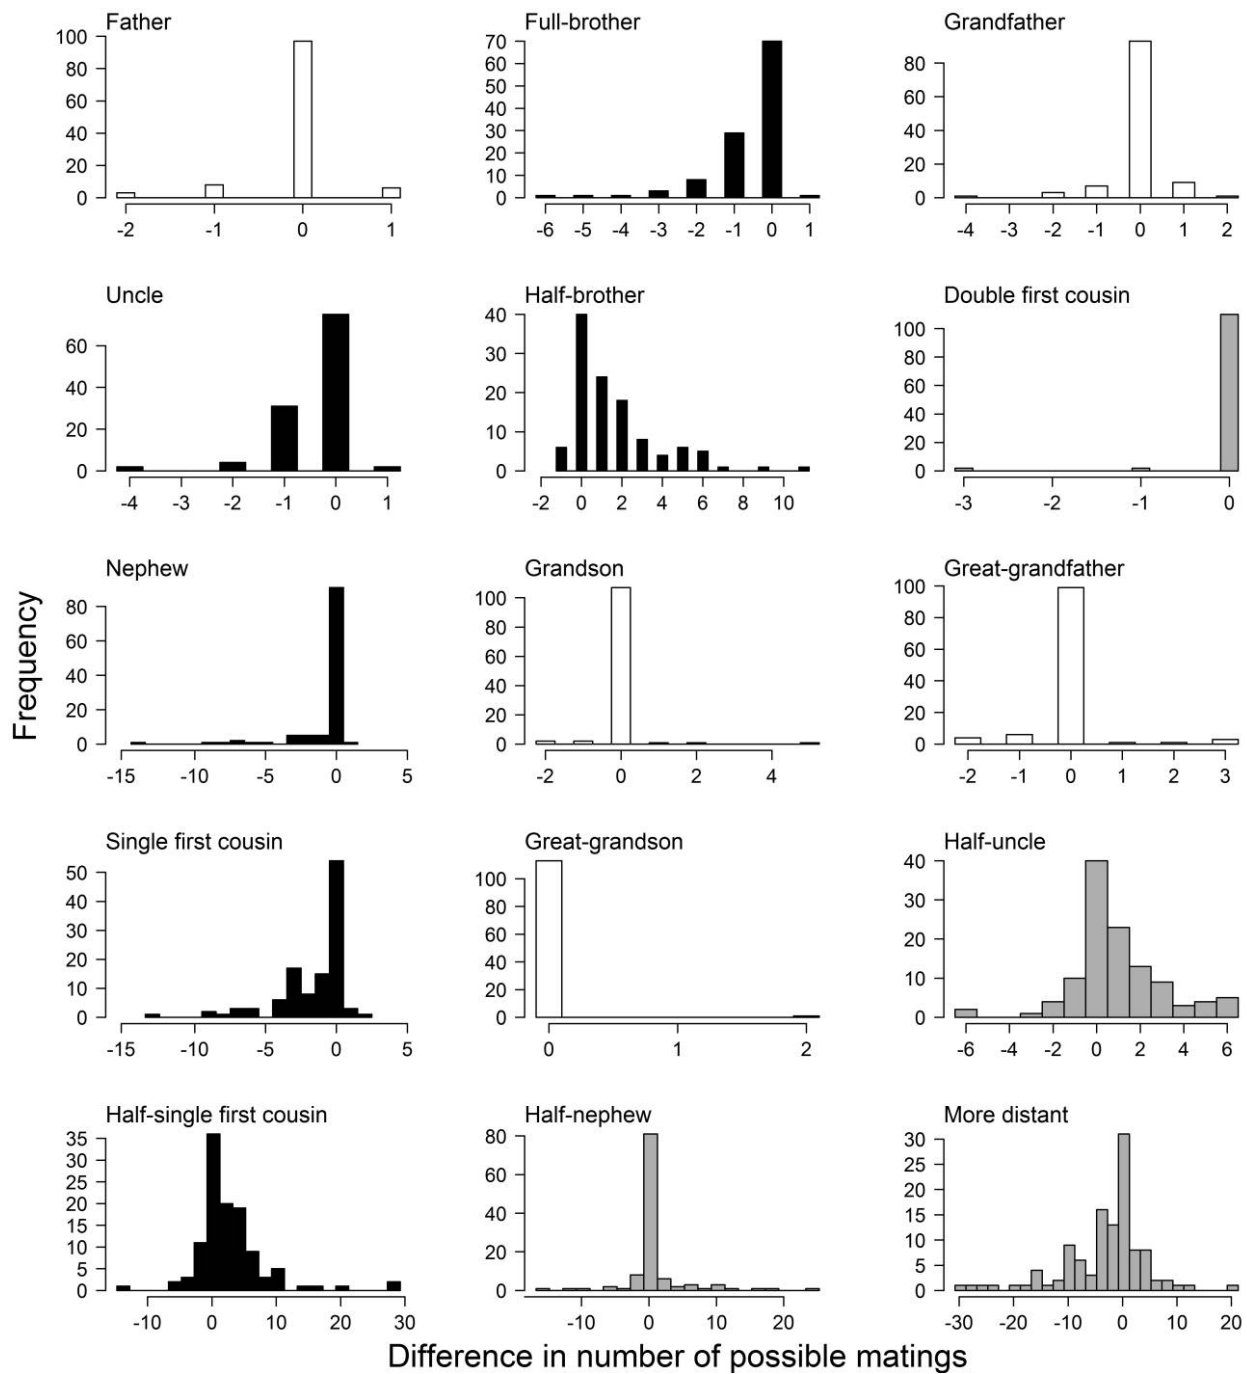 Father
Full-brother
Grandfather
100
80
60
40
20
0
-2 -1 0 1
70
60
50
40
30
20
10
0
-6 -5 -4 -3 -2 -1 0 1
80
60
40
20
0
-4 -3 -2 -1 0 1 2
Uncle
Half-brother
Double first cousin
60
40
20
0
-4 -3 -2 -1 0 1
40
30
20
10
0
-2 0 2 4 6 8 10
100
80
60
40
20
0
-3 -2 -1 0
Nephew
Grandson
Great-grandfather
80
60
40
20
0
-15 -10 -5 0 5
100
80
60
40
20
0
-2 0 2 4
100
80
60
40
20
0
-2 -1 0 1 2 3
Frequency
Single first cousin
Great-grandson
Half-uncle
50
40
30
20
10
0
-15 -10 -5 0 5
100
80
60
40
20
0
0 1 2
40
30
20
10
0
-6 -4 -2 0 2 4 6
Half-single first cousin
Half-nephew
More distant
35
30
25
20
15
10
5
0
-10 0 10 20 30
80
60
40
20
0
-10 0 10 20
30
25
20
15
10
5
0
-30 -20 -10 0 10 20
Difference in number of possible matings